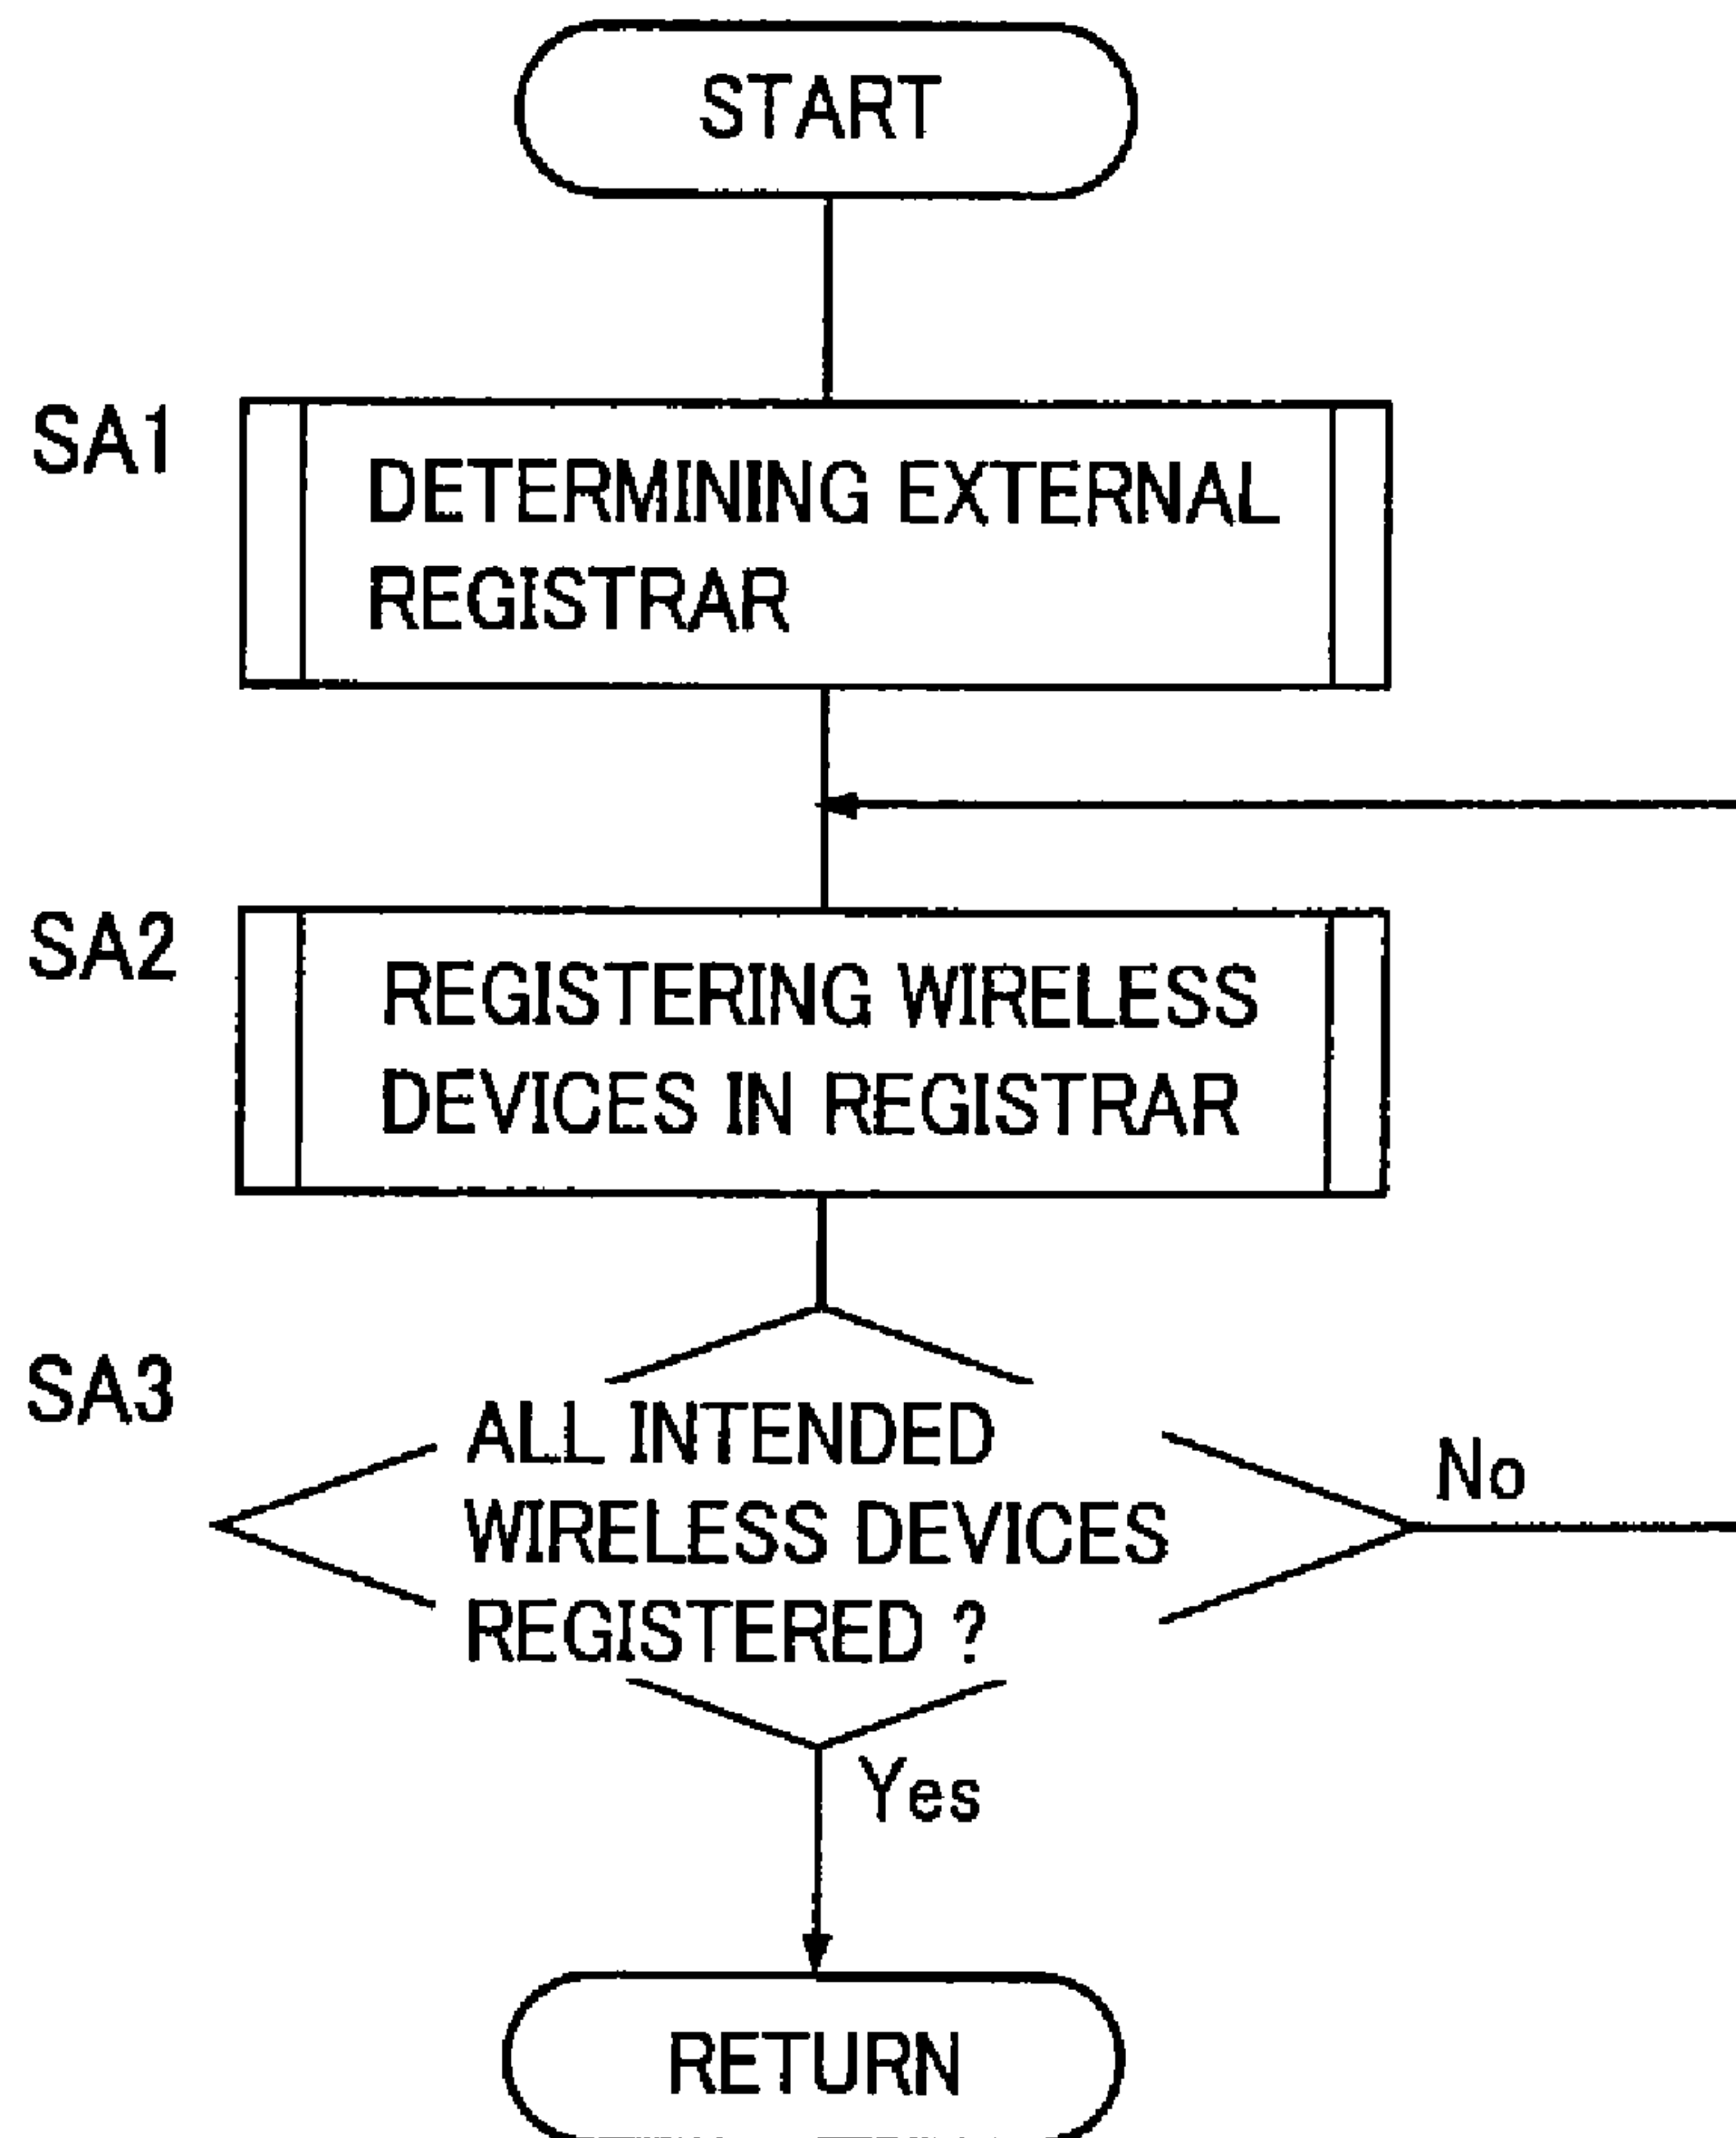 START
SA1
DETERMINING EXTERNAL
REGISTRAR
SA2
REGISTERING WIRELESS
DEVICES IN REGISTRAR
SA3
ALL INTENDED
WIRELESS DEVICES
REGISTERED ?
No
Yes
RETURN